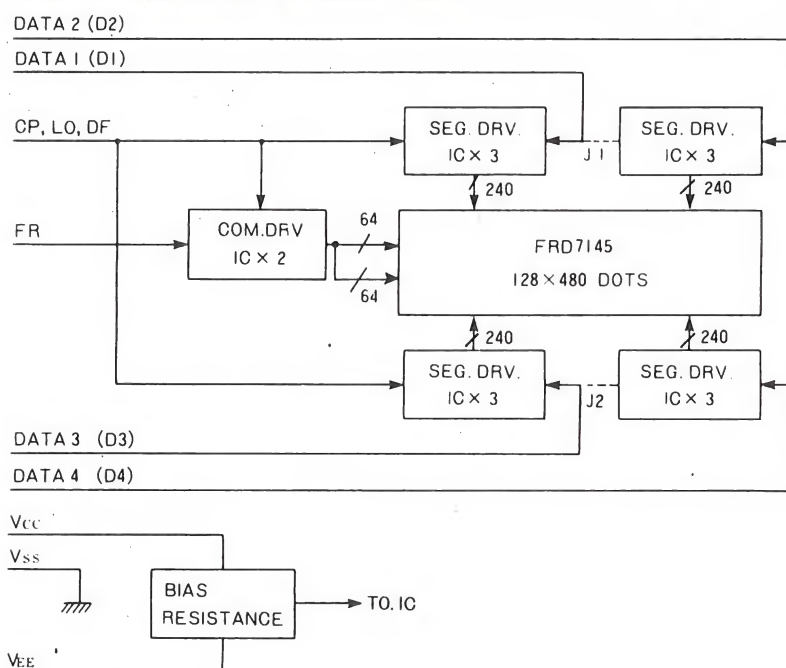 DATA 2 (D2)
DATA 1 (D1)
CP, LO, DF
SEG. DRV.
IC × 3
J1
SEG. DRV.
IC × 3
240
240
FR
COM.DRV
IC × 2
64
64
FRD7145
128 × 480 DOTS
240
240
SEG. DRV.
IC × 3
J2
SEG. DRV.
IC × 3
DATA 3 (D3)
DATA 4 (D4)
Vcc
Vss
BIAS
RESISTANCE
TO. IC
VEE